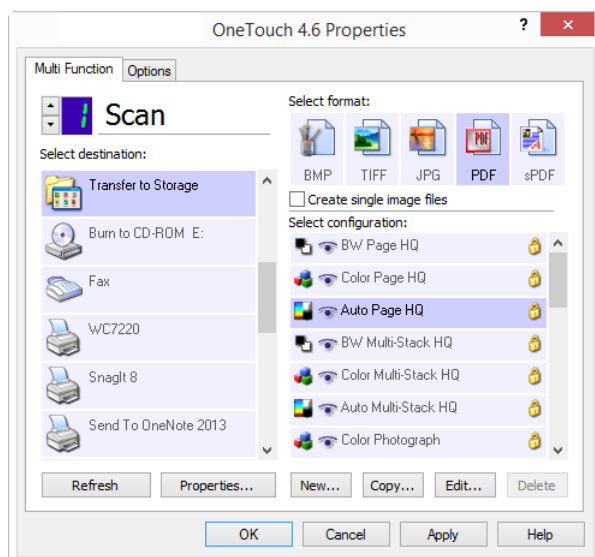 OneTouch 4.6 Properties
?
Multi Function
Options
1
Scan
Select destination:
Transfer to Storage
Burn to CD-ROM E:
Fax
WC7220
SnagIt 8
Send To OneNote 2013
Refresh
Properties...
Select format:
BMP
TIFF
JPG
PDF
PDF
sPDF
Create single image files
Select configuration:
BW Page HQ
Color Page HQ
Auto Page HQ
BW Multi-Stack HQ
Color Multi-Stack HQ
Auto Multi-Stack HQ
Color Photograph
New...
Copy...
Edit...
Delete
OK
Cancel
Apply
Help